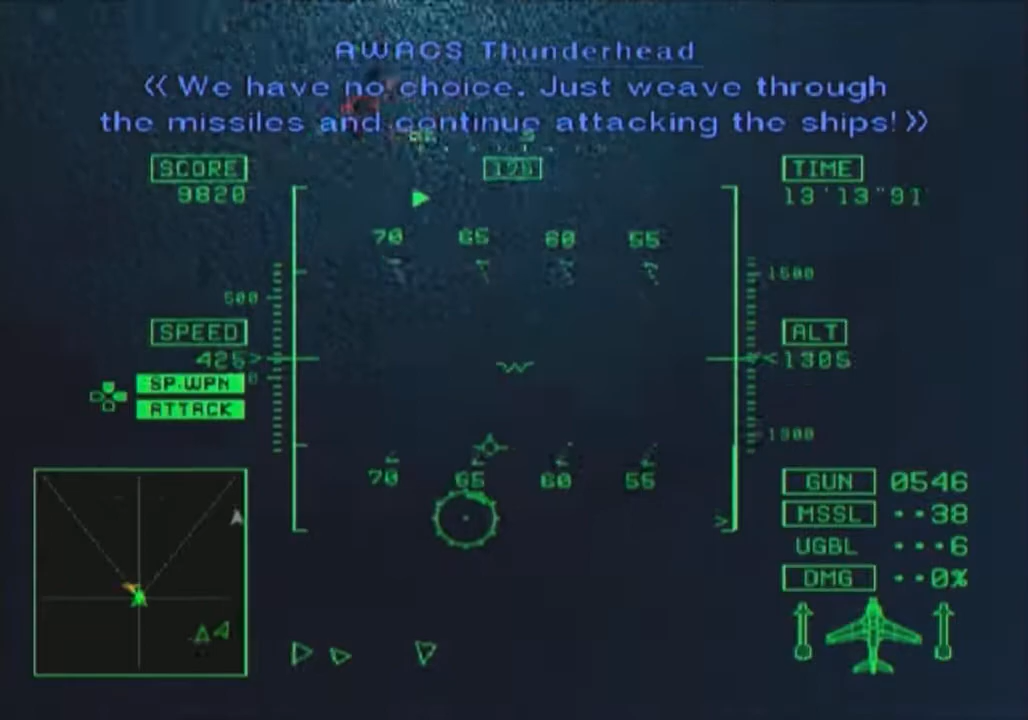 AWACS Thunderhead
<< We have no choice. Just weave through
the missiles and continue attacking the ships! >>
SCORE
9820
TIME
13'13"91
70 65 60 55
500
1500
SPEED
425>
ALT
<1305
SP.WPN
ATTACK
1300
70 65 60 55
GUN 0546
MSSL --38
UGBL ---6
DMG --0%